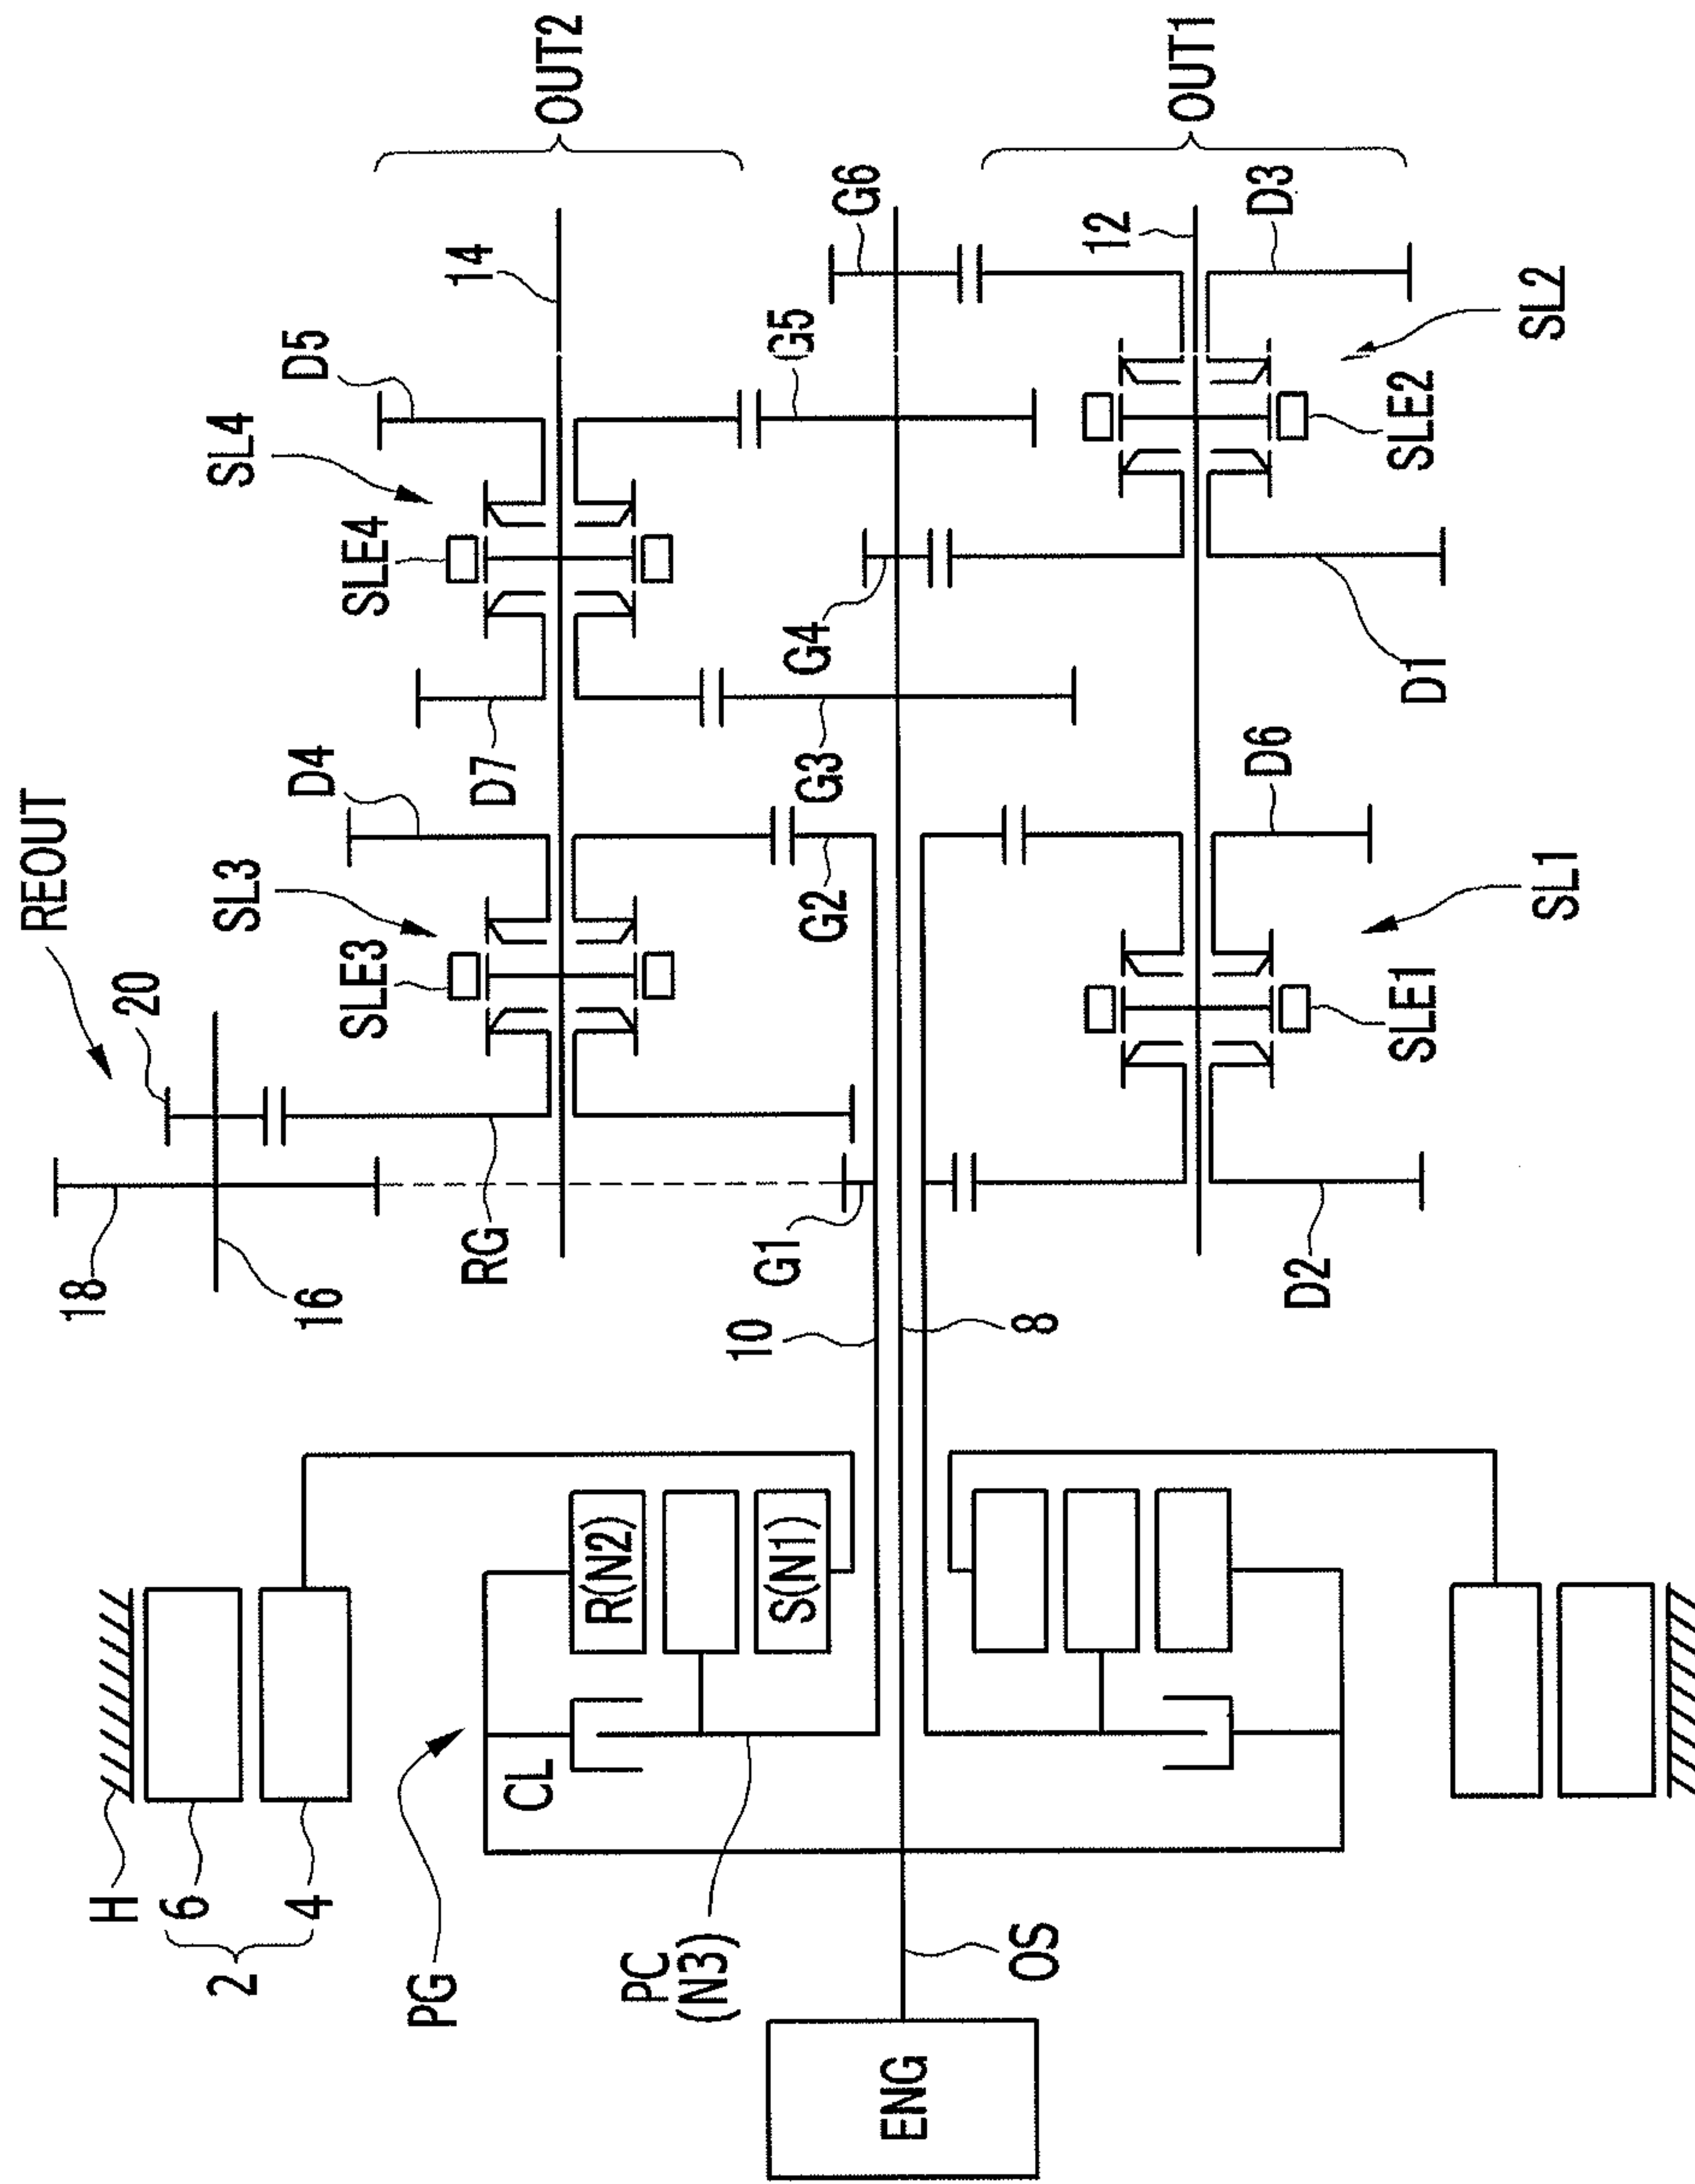 OUT2
OUT1
14
G6
12
D3
D5
G5
SL2
SL4
SLE2
SLE4
G4
D1
REOUT
D4
D7
G3
D6
SL3
G2
SL1
20
SLE3
SLE1
18
16
RG
G1
D2
10
8
R(N2)
S(N1)
CL
H
6
4
2
PG
PC
(N3)
OS
ENG